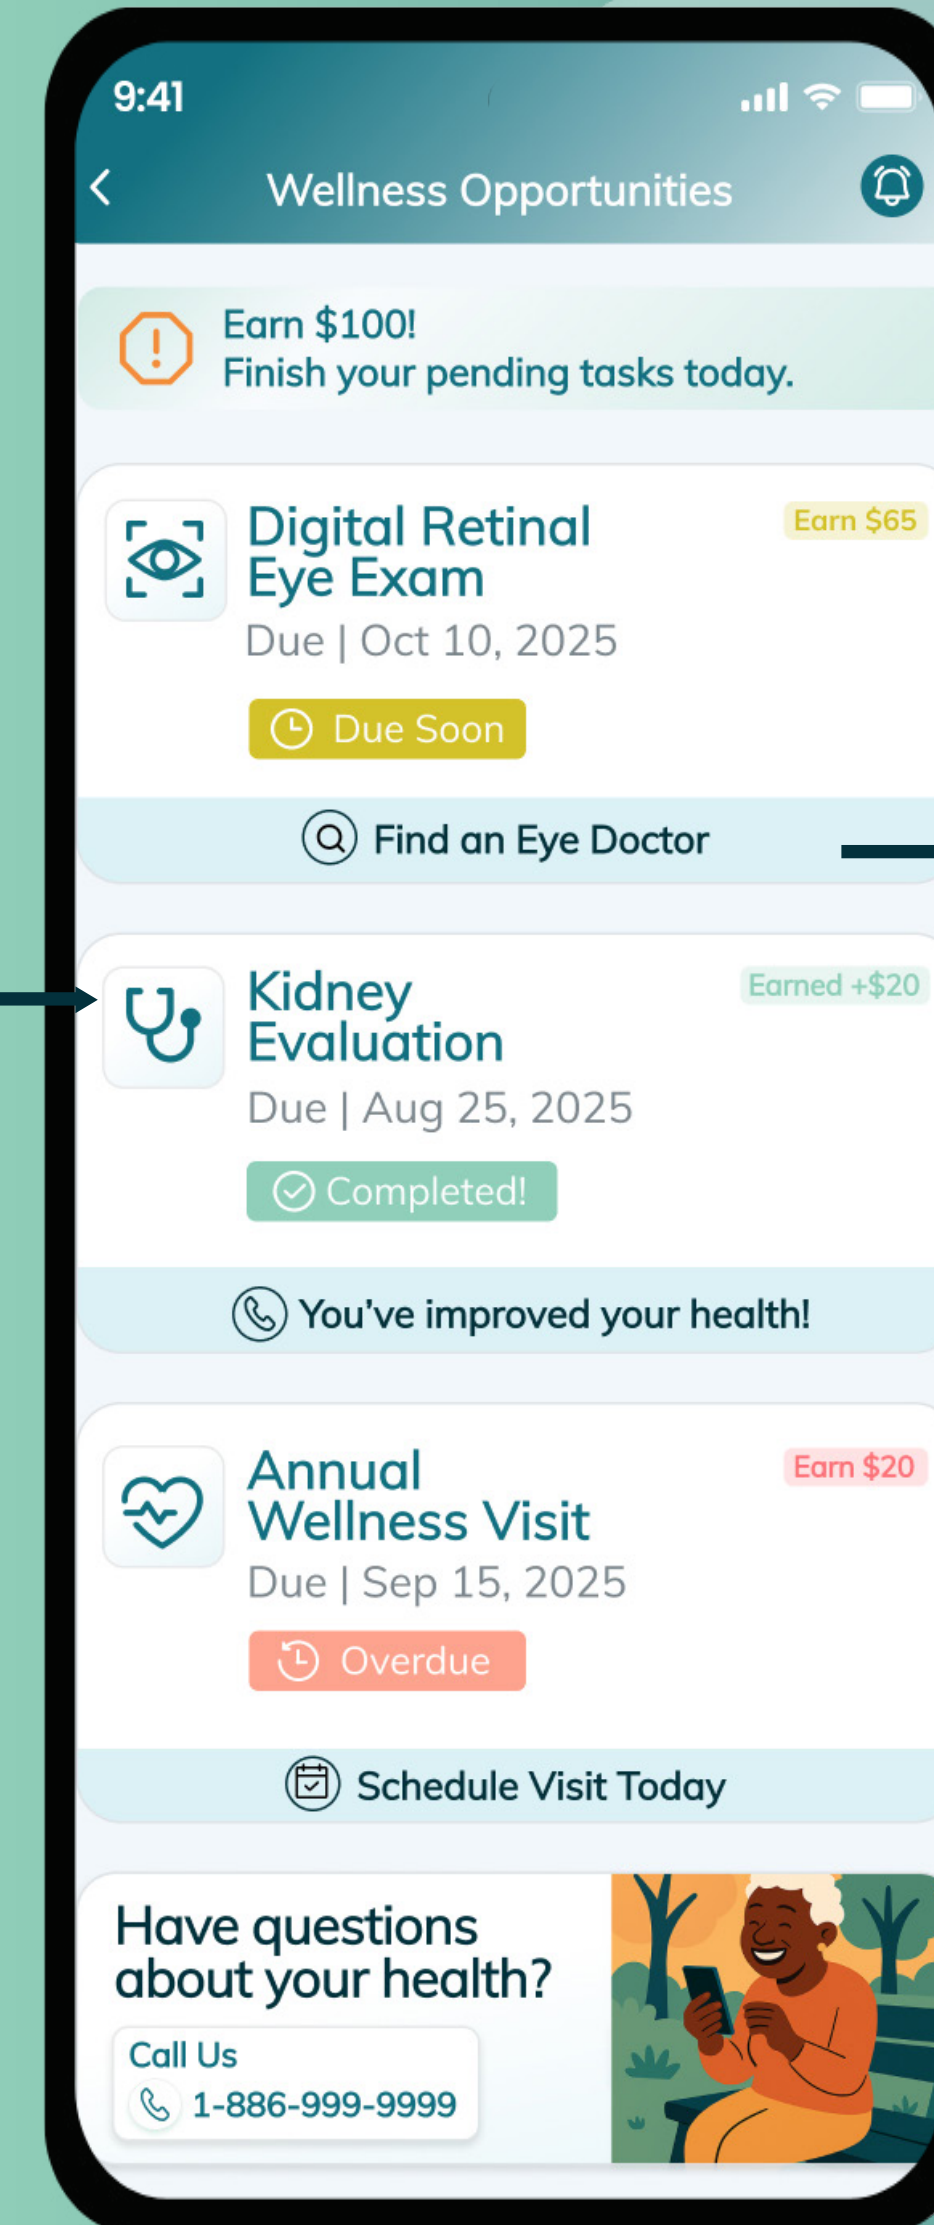 9:41
Wellness Opportunities
Earn $100!
Finish your pending tasks today.
Digital Retinal
Eye Exam
Earn $65
Due | Oct 10, 2025
Due Soon
Find an Eye Doctor
Kidney
Evaluation
Earned +$20
Due | Aug 25, 2025
Completed!
You've improved your health!
Annual
Wellness Visit
Earn $20
Due | Sep 15, 2025
Overdue
Schedule Visit Today
Have questions
about your health?
Call Us
1-886-999-9999